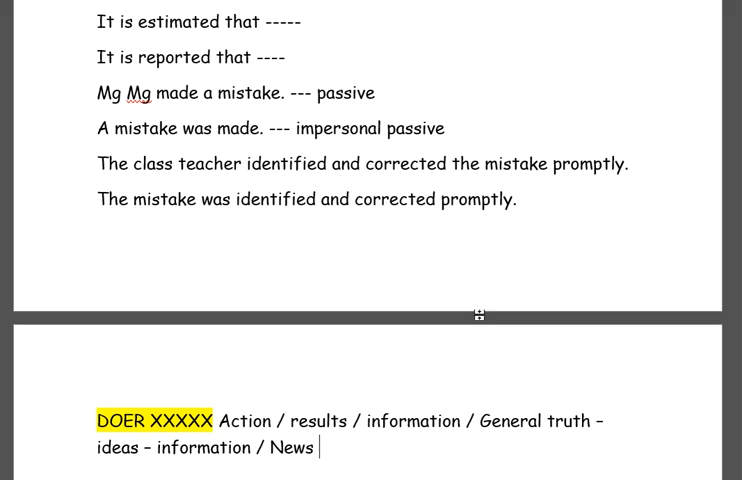 It is estimated that -----
It is reported that ----
Mg Mg made a mistake. --- passive
A mistake was made. --- impersonal passive
The class teacher identified and corrected the mistake promptly.
The mistake was identified and corrected promptly.
DOER XXXXX Action / results / information / General truth –
ideas – information / News